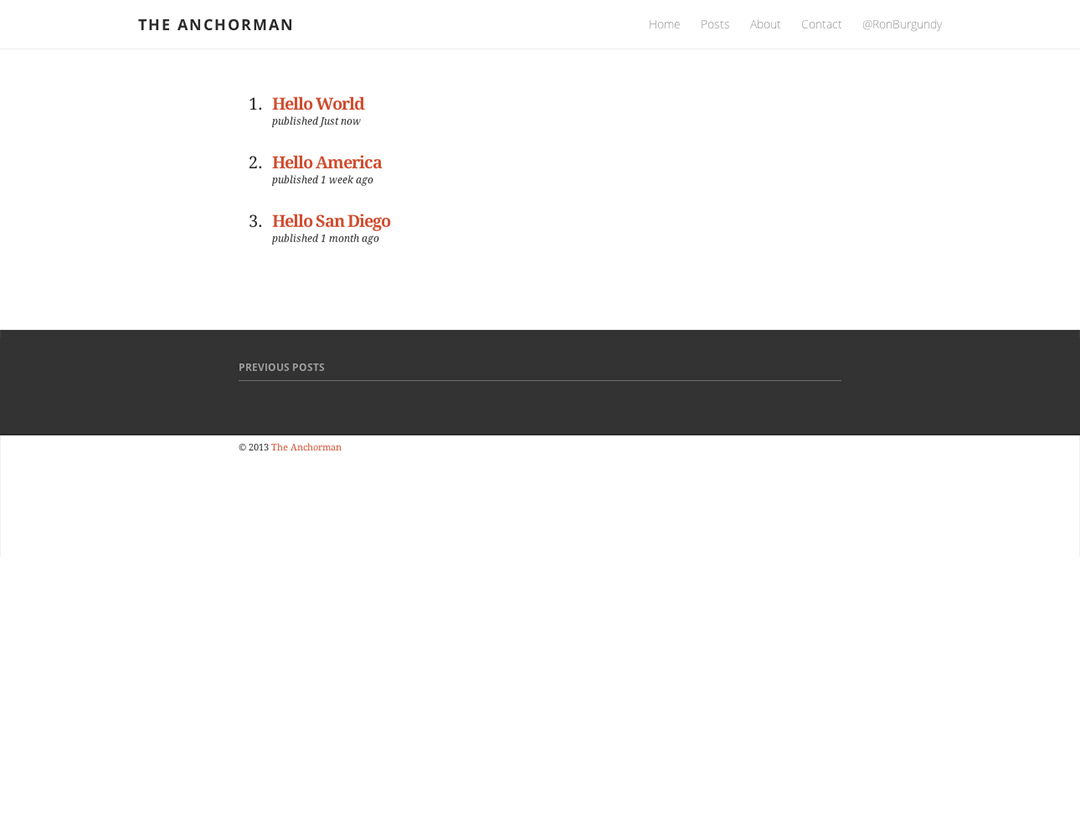 THE ANCHORMAN
Home Posts About Contact @RonBurgundy
1. Hello World
published Just now
2. Hello America
published 1 week ago
3. Hello San Diego
published 1 month ago
PREVIOUS POSTS
© 2013 The Anchorman